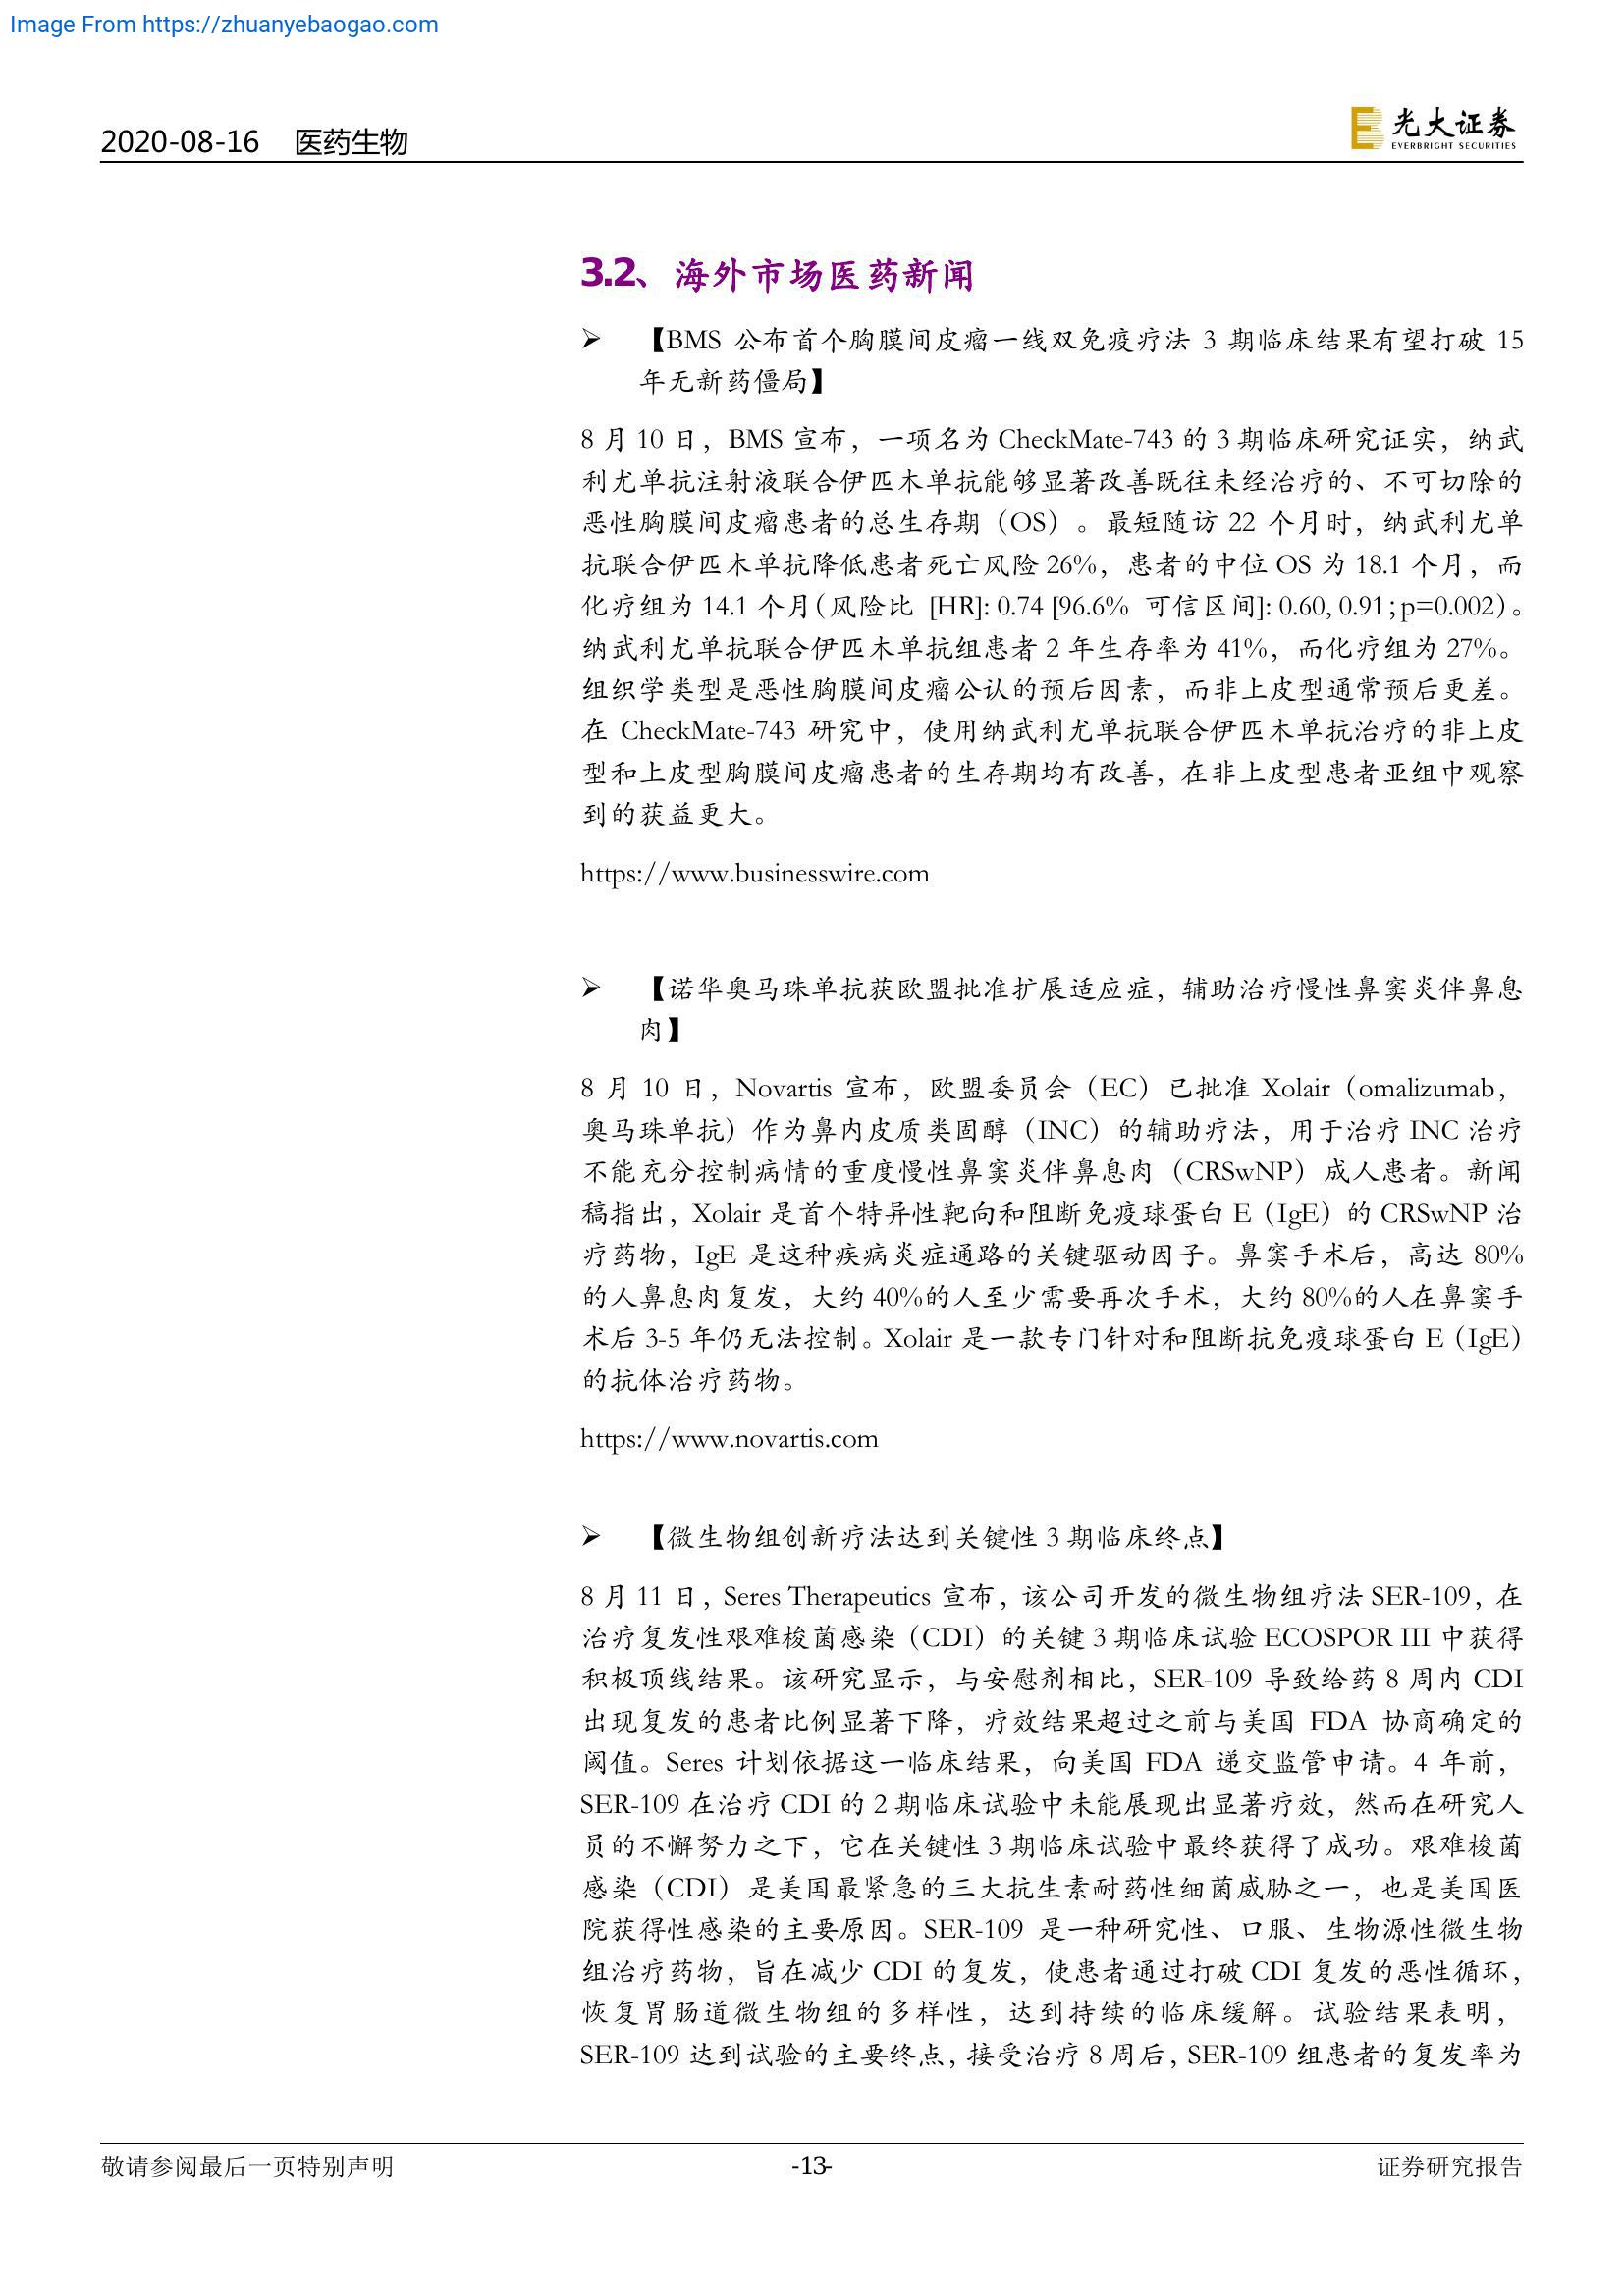 Image From https://zhuanyebaogao.com
2020-08-16 医药生物
光大证券
EVERBRIGHT SECURITIES
3.2、海外市场医药新闻
➢ 【BMS 公布首个胸膜间皮瘤一线双免疫疗法 3 期临床结果有望打破 15
年无新药僵局】
8 月 10 日，BMS 宣布，一项名为 CheckMate-743 的 3 期临床研究证实，纳武
利尤单抗注射液联合伊匹木单抗能够显著改善既往未经治疗的、不可切除的
恶性胸膜间皮瘤患者的总生存期（OS）。最短随访 22 个月时，纳武利尤单
抗联合伊匹木单抗降低患者死亡风险 26%，患者的中位 OS 为 18.1 个月，而
化疗组为 14.1 个月（风险比 [HR]: 0.74 [96.6% 可信区间]: 0.60, 0.91；p=0.002）。
纳武利尤单抗联合伊匹木单抗组患者 2 年生存率为 41%，而化疗组为 27%。
组织学类型是恶性胸膜间皮瘤公认的预后因素，而非上皮型通常预后更差。
在 CheckMate-743 研究中，使用纳武利尤单抗联合伊匹木单抗治疗的非上皮
型和上皮型胸膜间皮瘤患者的生存期均有改善，在非上皮型患者亚组中观察
到的获益更大。
https://www.businesswire.com
➢ 【诺华奥马珠单抗获欧盟批准扩展适应症，辅助治疗慢性鼻窦炎伴鼻息
肉】
8 月 10 日，Novartis 宣布，欧盟委员会（EC）已批准 Xolair（omalizumab，
奥马珠单抗）作为鼻内皮质类固醇（INC）的辅助疗法，用于治疗 INC 治疗
不能充分控制病情的重度慢性鼻窦炎伴鼻息肉（CRSwNP）成人患者。新闻
稿指出，Xolair 是首个特异性靶向和阻断免疫球蛋白 E（IgE）的 CRSwNP 治
疗药物，IgE 是这种疾病炎症通路的关键驱动因子。鼻窦手术后，高达 80%
的人鼻息肉复发，大约 40%的人至少需要再次手术，大约 80%的人在鼻窦手
术后 3-5 年仍无法控制。Xolair 是一款专门针对和阻断抗免疫球蛋白 E（IgE）
的抗体治疗药物。
https://www.novartis.com
➢ 【微生物组创新疗法达到关键性 3 期临床终点】
8 月 11 日，Seres Therapeutics 宣布，该公司开发的微生物组疗法 SER-109，在
治疗复发性艰难梭菌感染（CDI）的关键 3 期临床试验 ECOSPOR III 中获得
积极顶线结果。该研究显示，与安慰剂相比，SER-109 导致给药 8 周内 CDI
出现复发的患者比例显著下降，疗效结果超过之前与美国 FDA 协商确定的
阈值。Seres 计划依据这一临床结果，向美国 FDA 递交监管申请。4 年前，
SER-109 在治疗 CDI 的 2 期临床试验中未能展现出显著疗效，然而在研究人
员的不懈努力之下，它在关键性 3 期临床试验中最终获得了成功。艰难梭菌
感染（CDI）是美国最紧急的三大抗生素耐药性细菌威胁之一，也是美国医
院获得性感染的主要原因。SER-109 是一种研究性、口服、生物源性微生物
组治疗药物，旨在减少 CDI 的复发，使患者通过打破 CDI 复发的恶性循环，
恢复胃肠道微生物组的多样性，达到持续的临床缓解。试验结果表明，
SER-109 达到试验的主要终点，接受治疗 8 周后，SER-109 组患者的复发率为
敬请参阅最后一页特别声明 -13- 证券研究报告